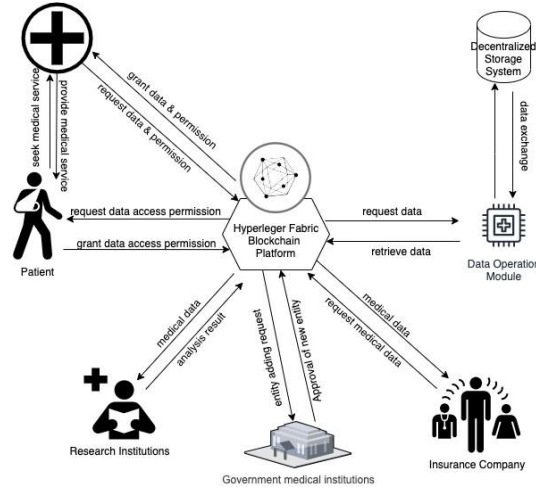 Decentralized
Storage
System
grant data & permission
request data & permission
seek medical service
provide medical service
data exchange
request data access permission
Hyperleger Fabric
Blockchain
Platform
request data
grant data access permission
retrieve data
Patient
Data Operation
Module
medical data
analysis result
entity adding request
Approval of new entity
medical data
request medical data
Research Institutions
Government medical institutions
Insurance Company